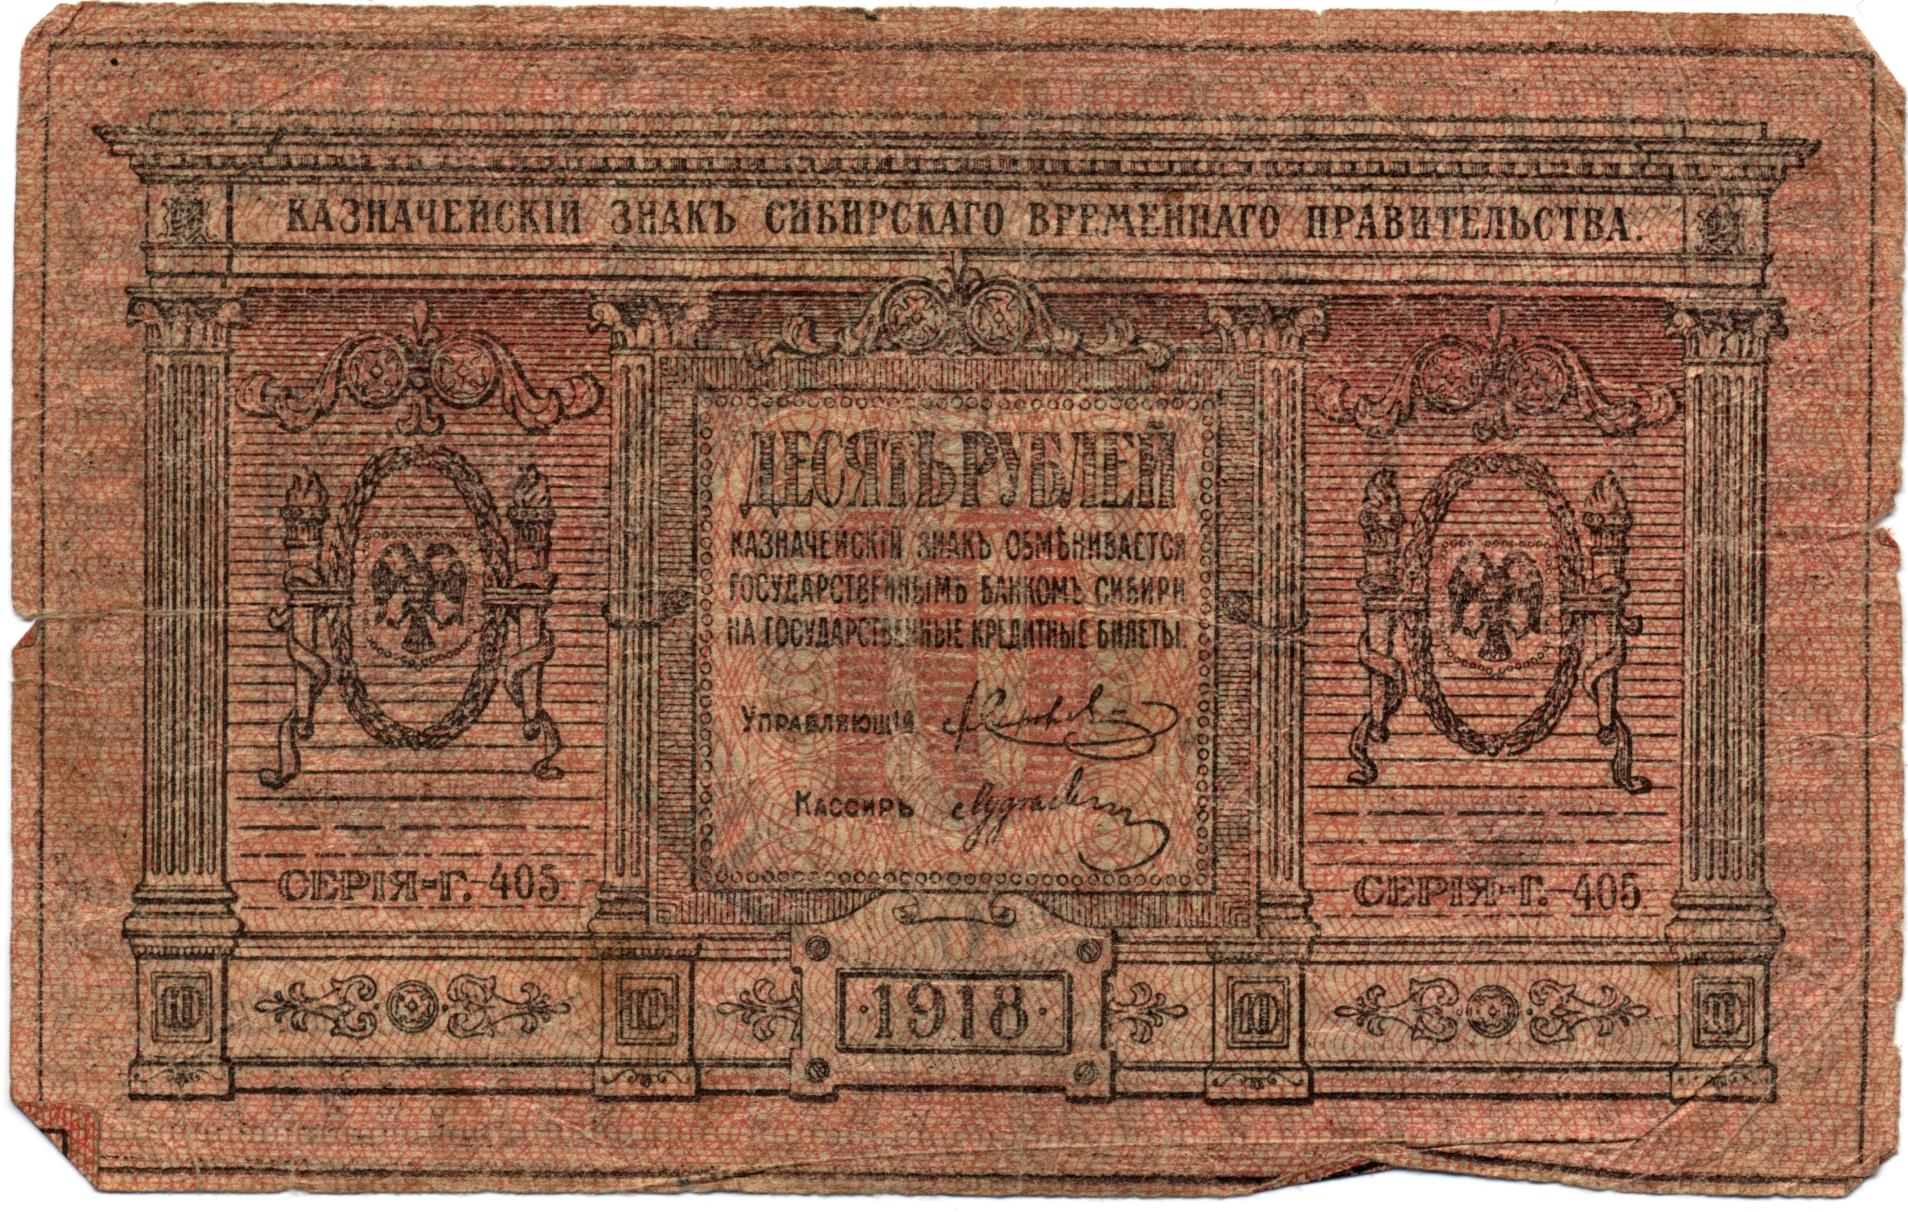 КАЗНАЧЕЙСКІЙ ЗНАКЪ СИБИРСКАГО ВРЕМЕННАГО ПРАВИТЕЛЬСТВА.
ДЕСЯТЬ РУБЛЕЙ
КАЗНАЧЕЙСКІЙ ЗНАКЪ ОБМѢНИВАЕТСЯ
ГОСУДАРСТВЕННЫМЪ БАНКОМЪ СИБИРИ
НА ГОСУДАРСТВЕННЫЕ КРЕДИТНЫЕ БИЛЕТЫ.
10
УПРАВЛЯЮЩІЙ
КАССИРЪ
СЕРІЯ-Г. 405
СЕРІЯ-Г. 405
10
10
·1918·
10
10